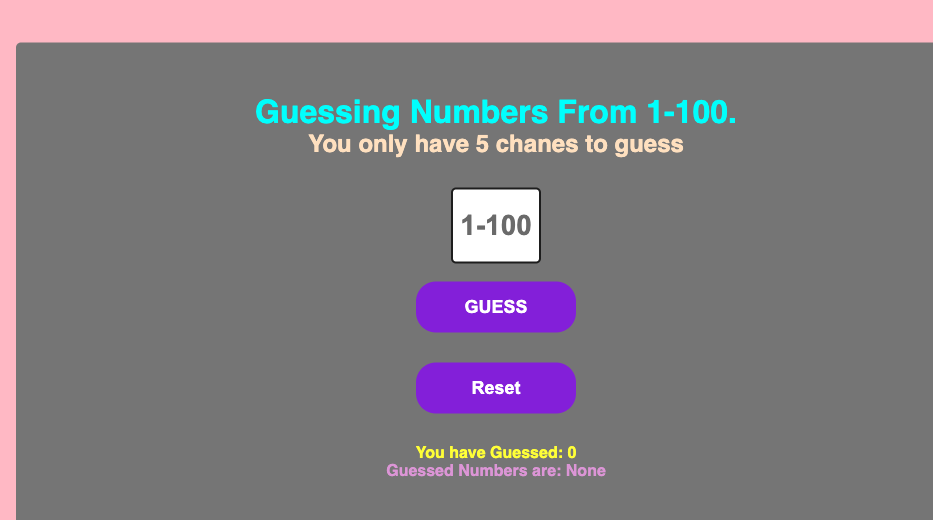 Guessing Numbers From 1-100.
You only have 5 chanes to guess
1-100
GUESS
Reset
You have Guessed: 0
Guessed Numbers are: None